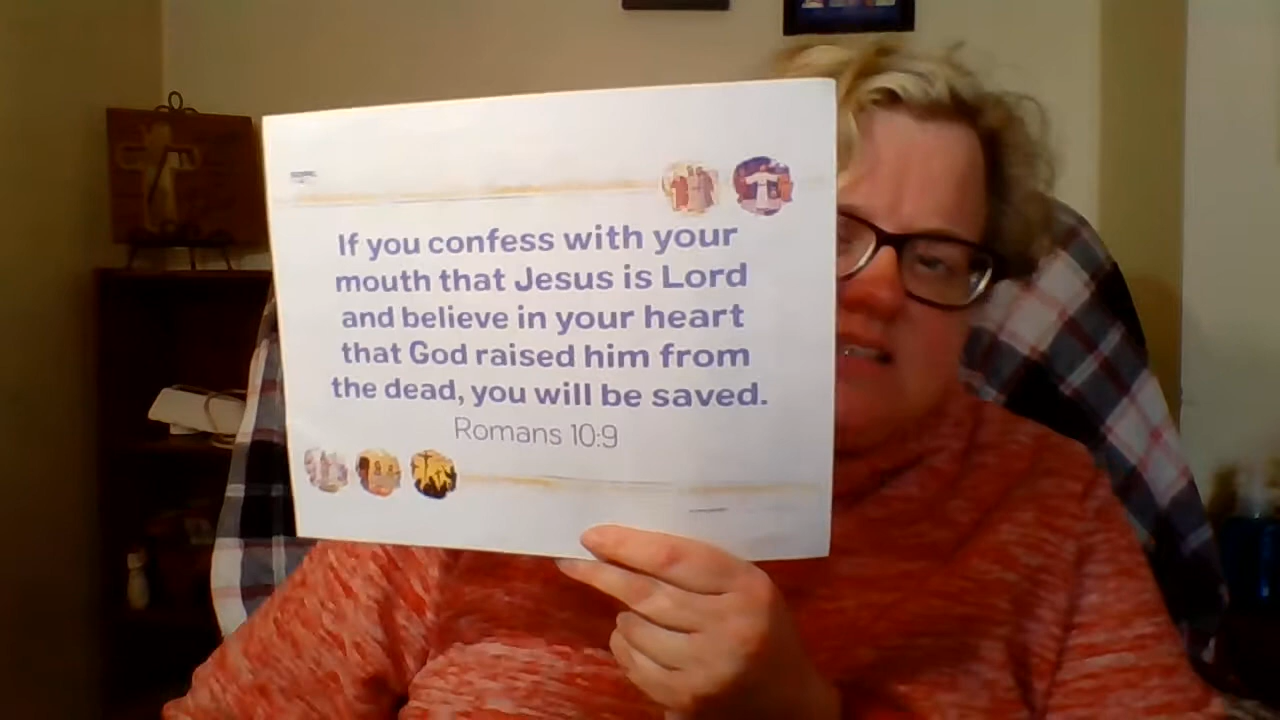 If you confess with your
mouth that Jesus is Lord
and believe in your heart
that God raised him from
the dead, you will be saved.
Romans 10:9